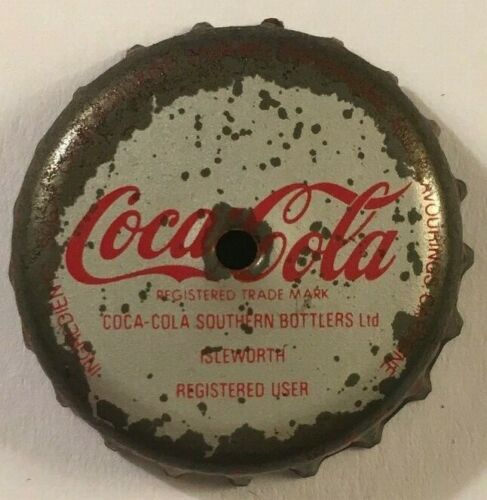 Coca-Cola
REGISTERED TRADE MARK
COCA-COLA SOUTHERN BOTTLERS Ltd
ISLEWORTH
REGISTERED USER